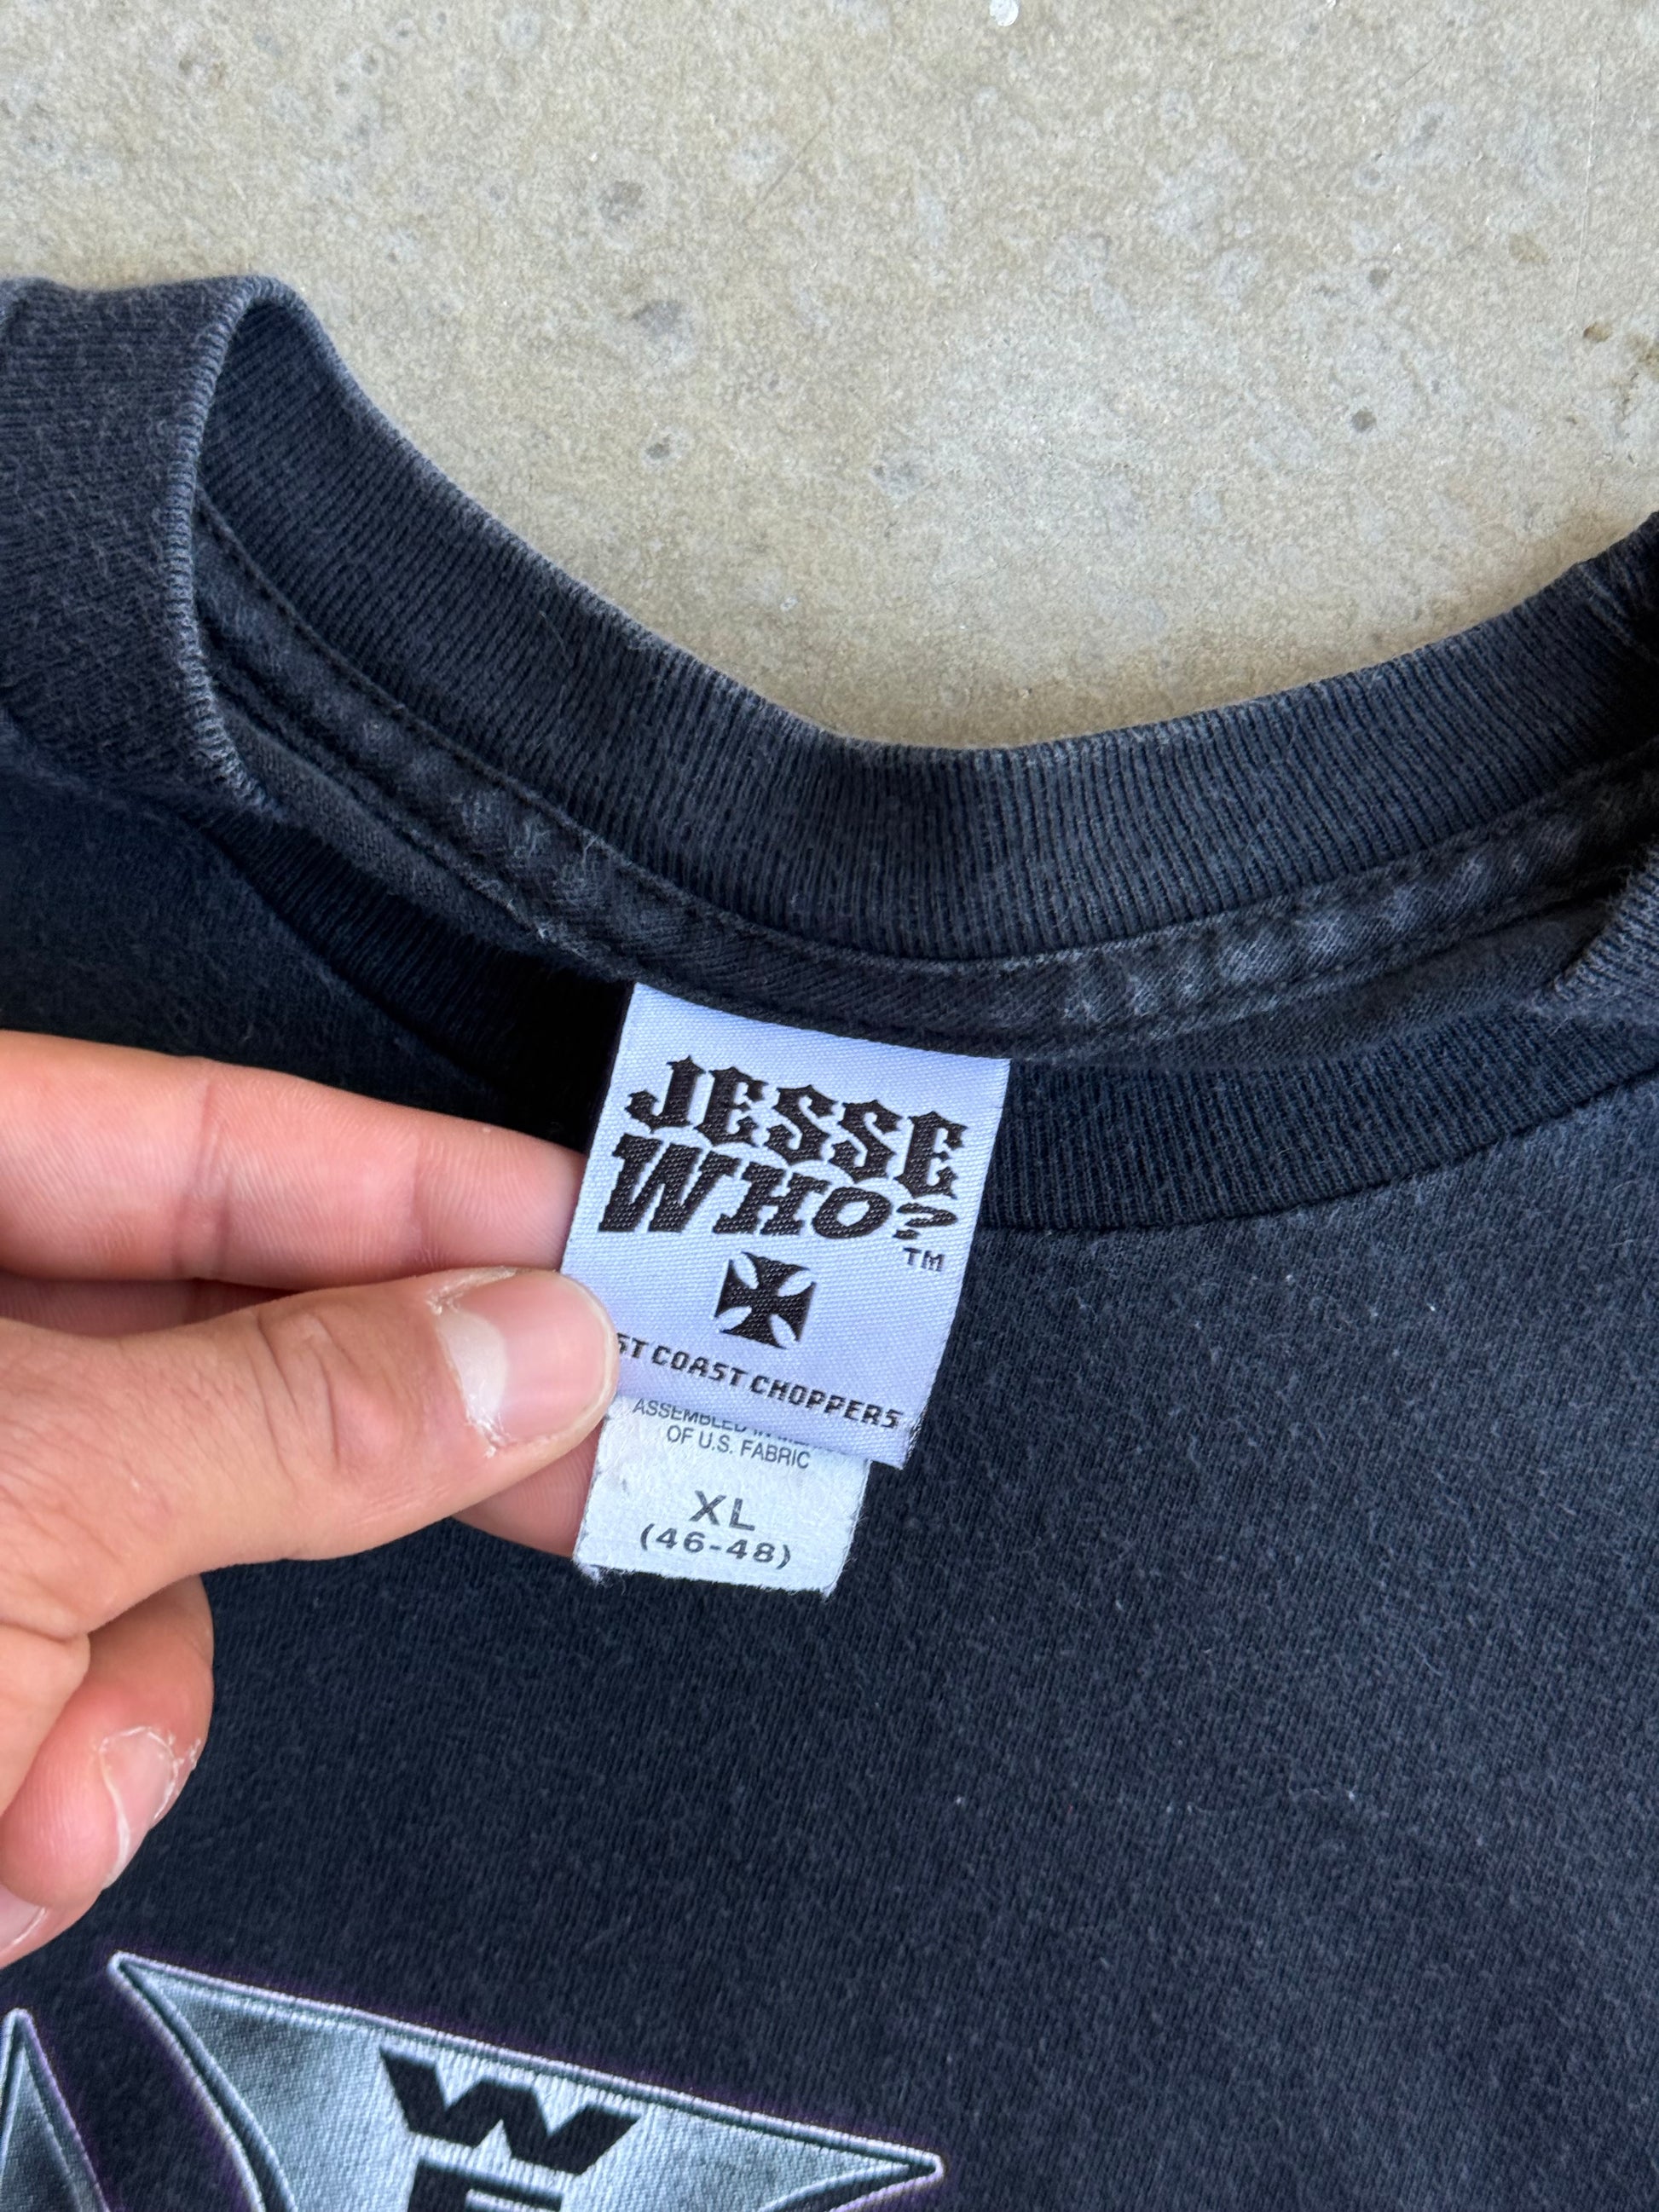 JESSE
WHO?
TM
ST COAST CHOPPERS
ASSEMBLED IN
OF U.S. FABRIC
XL
(46-48)
W